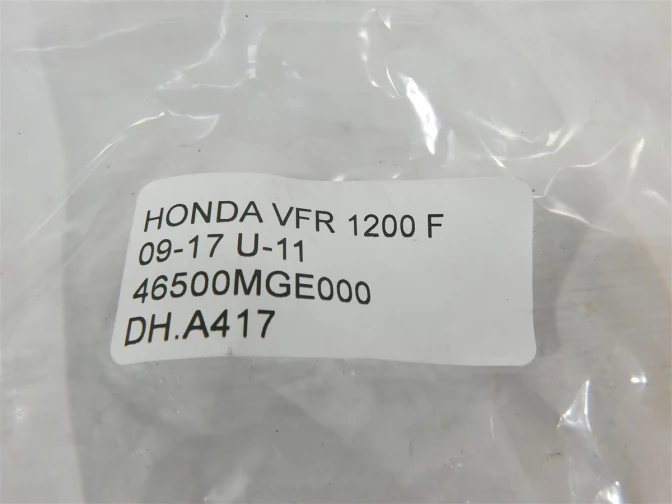 HONDA VFR 1200 F
09-17 U-11
46500MGE000
DH.A417